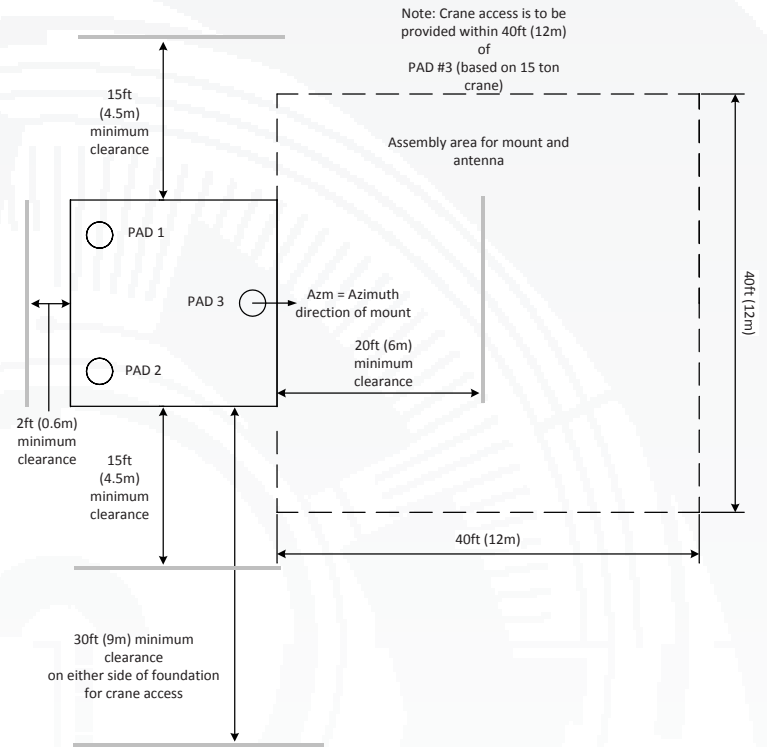 Note: Crane access is to be
provided within 40ft (12m)
of
PAD #3 (based on 15 ton
crane)
15ft
(4.5m)
minimum
clearance
Assembly area for mount and
antenna
PAD 1
PAD 3
Azm = Azimuth
direction of mount
40ft (12m)
20ft (6m)
minimum
clearance
PAD 2
2ft (0.6m)
minimum
clearance
15ft
(4.5m)
minimum
clearance
40ft (12m)
30ft (9m) minimum
clearance
on either side of foundation
for crane access